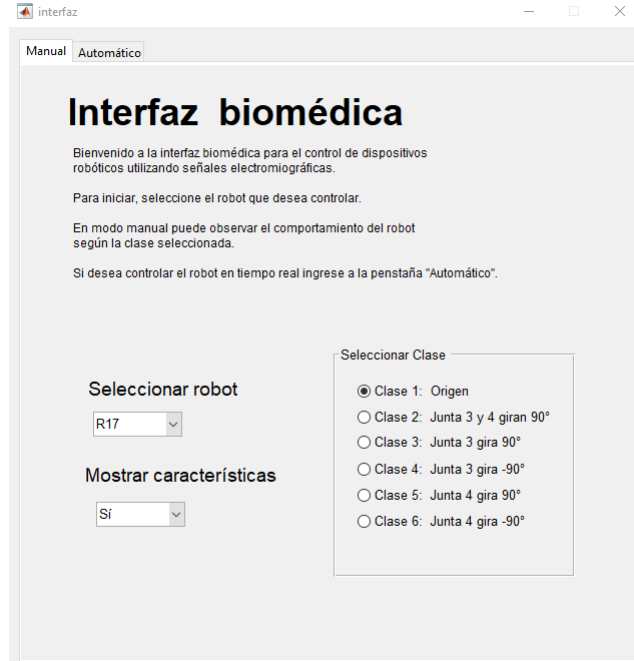 interfaz
Manual
Automático
Interfaz biomédica
Bienvenido a la interfaz biomédica para el control de dispositivos
robóticos utilizando señales electromiográficas.
Para iniciar, seleccione el robot que desea controlar.
En modo manual puede observar el comportamiento del robot
según la clase seleccionada.
Si desea controlar el robot en tiempo real ingrese a la penstaña "Automático".
Seleccionar robot
R17
Mostrar características
Sí
Seleccionar Clase
Clase 1: Origen
Clase 2: Junta 3 y 4 giran 90°
Clase 3: Junta 3 gira 90°
Clase 4: Junta 3 gira -90°
Clase 5: Junta 4 gira 90°
Clase 6: Junta 4 gira -90°